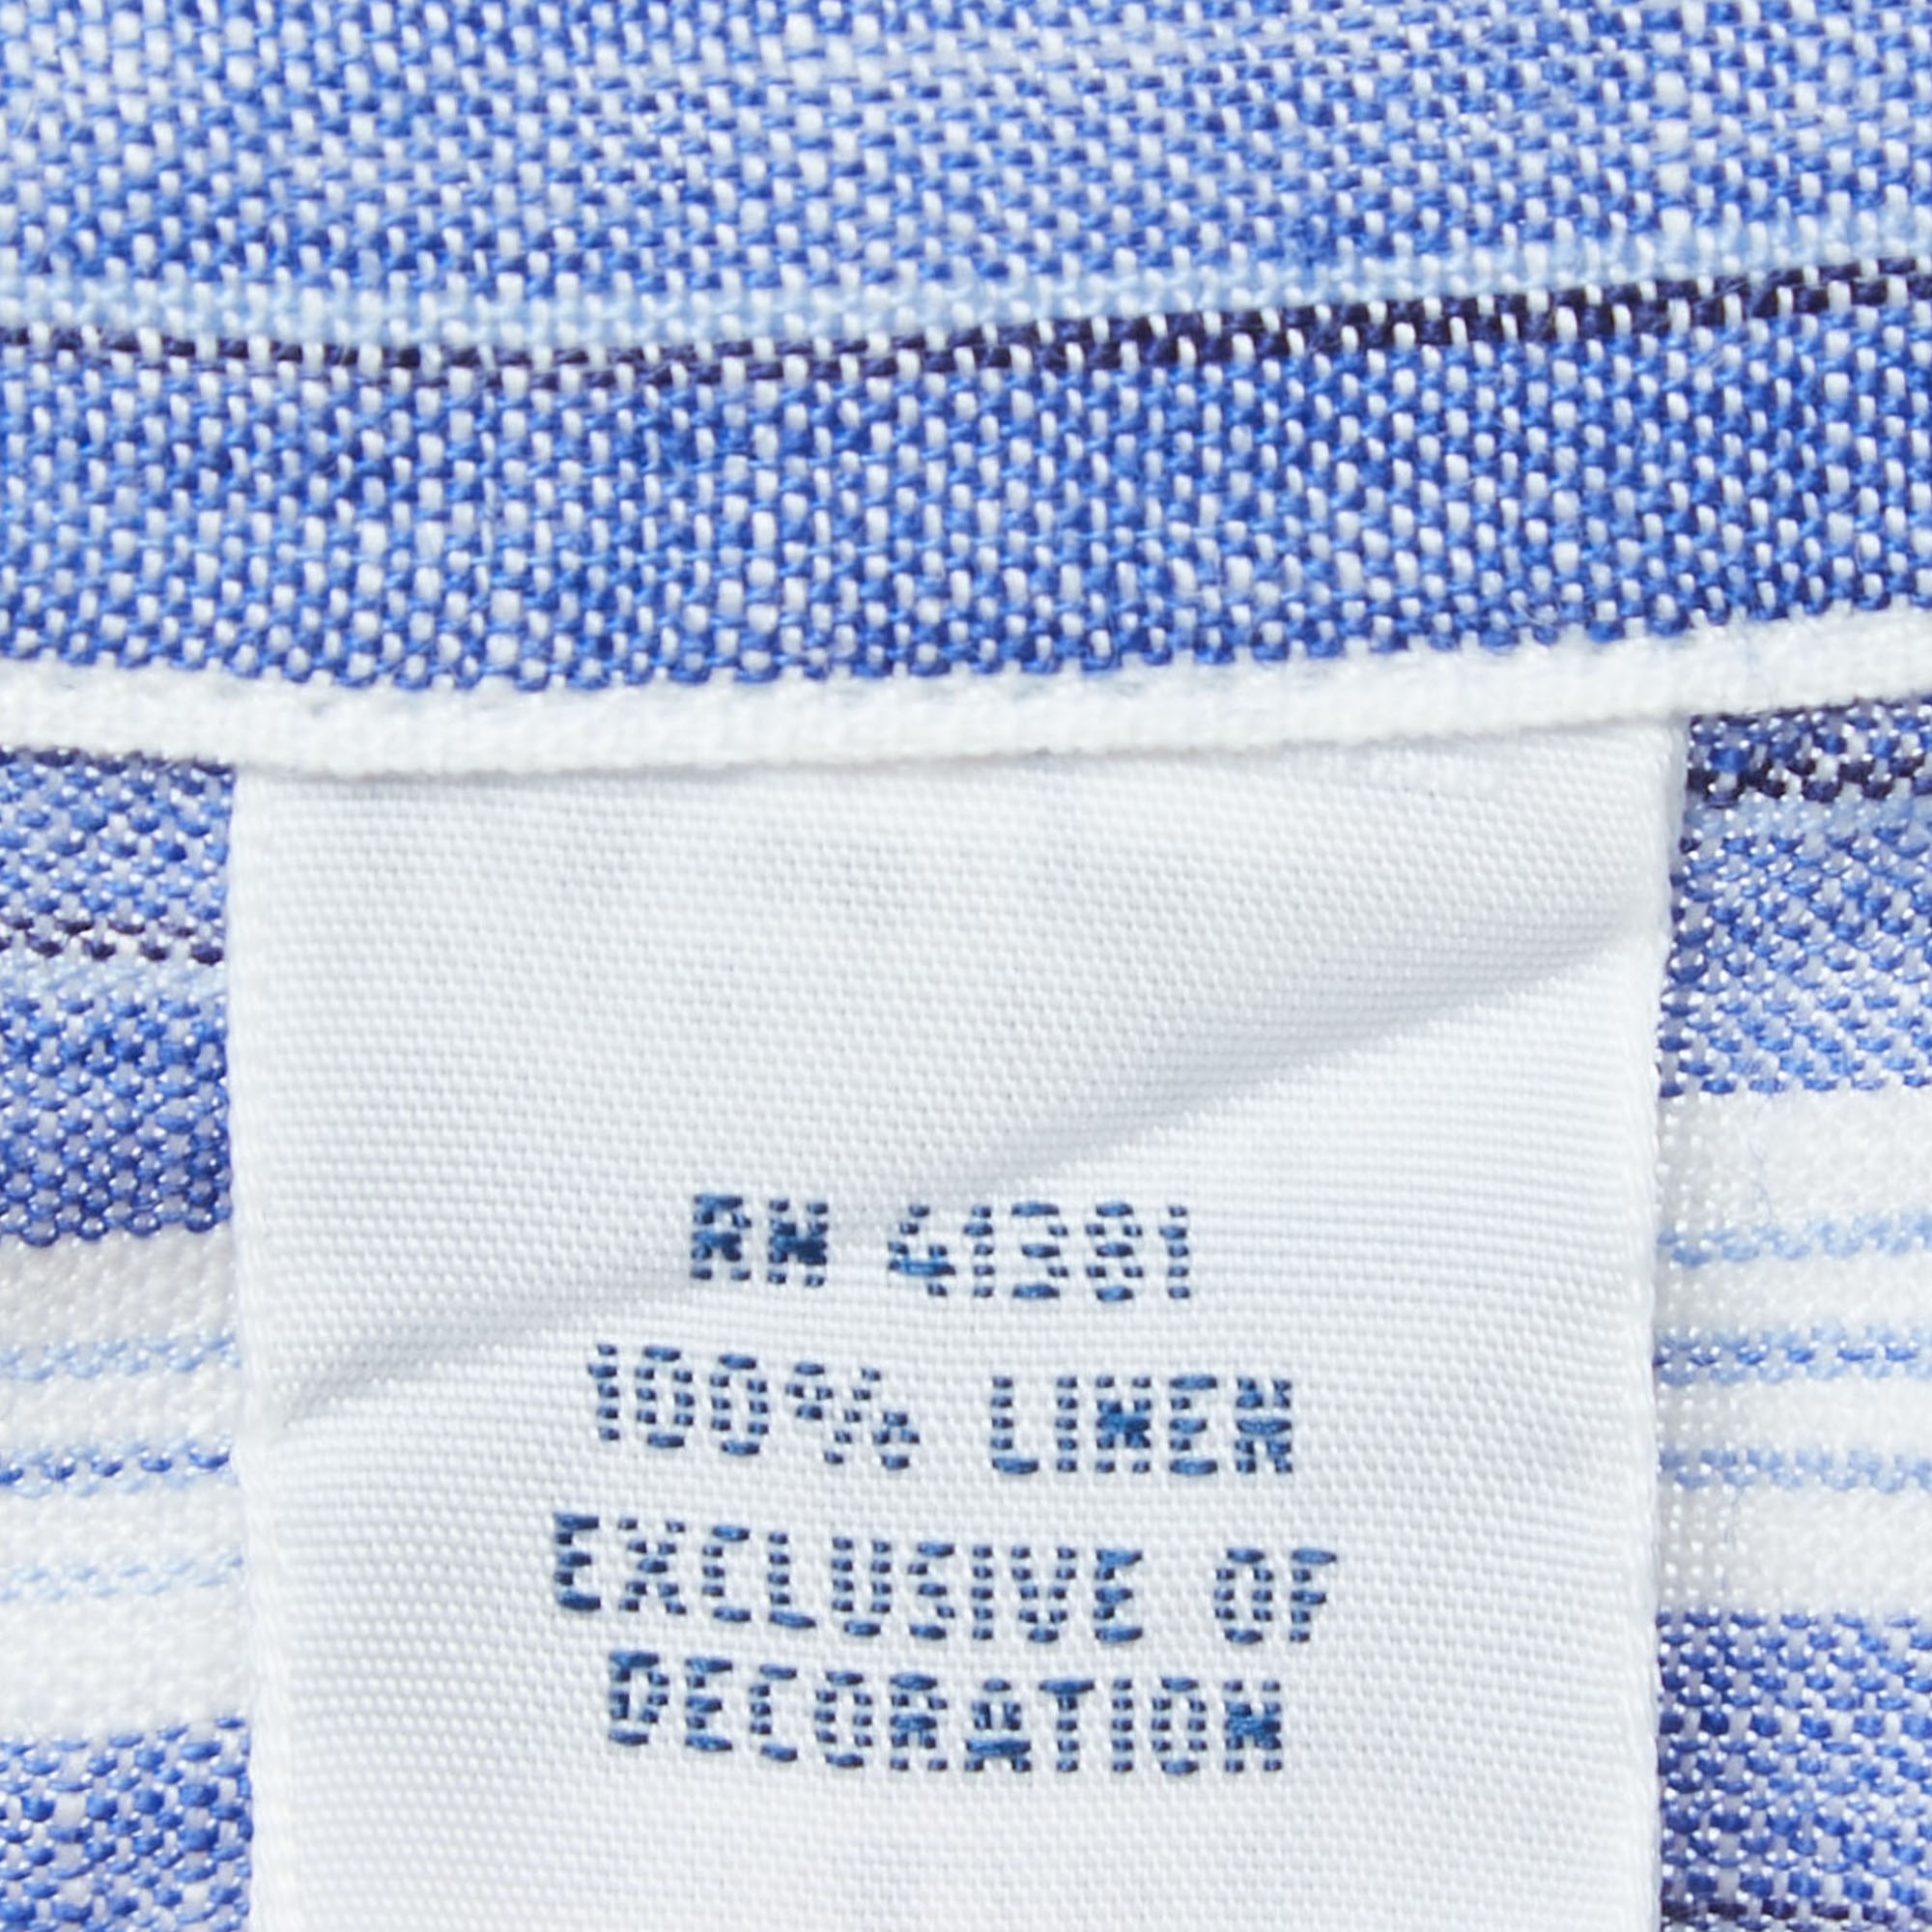 RN 41381
100% LINEN
EXCLUSIVE OF
DECORATION